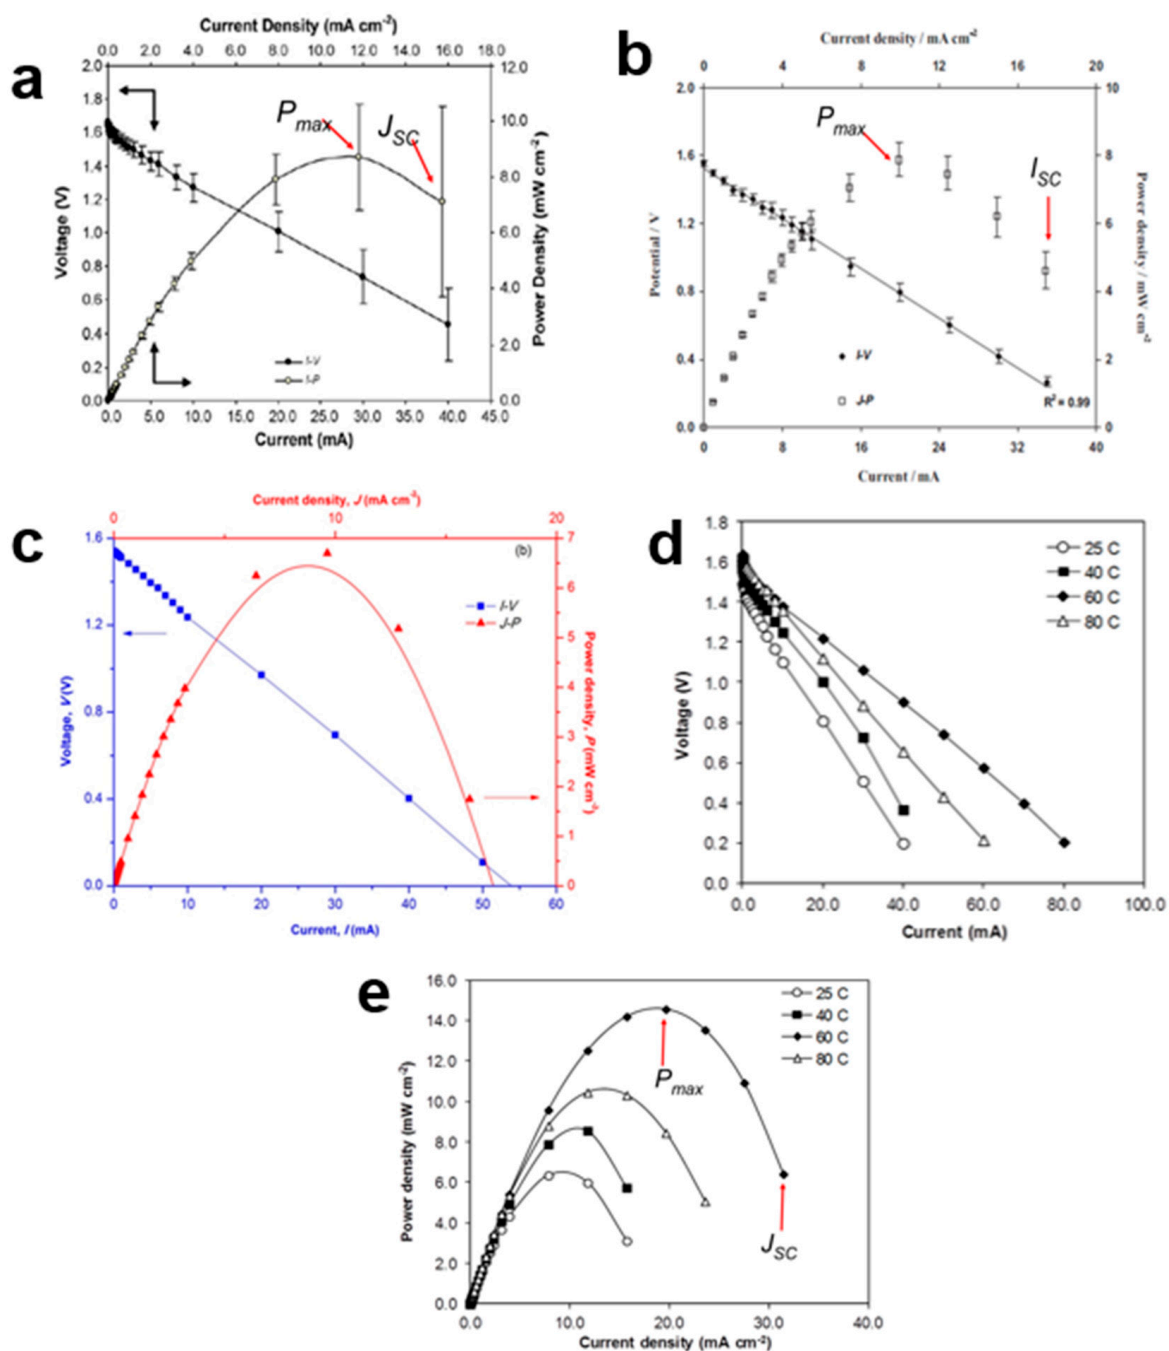 a
Current Density (mA cm⁻²)
0.0 2.0 4.0 6.0 8.0 10.0 12.0 14.0 16.0 18.0
2.0
1.8
1.6
1.4
1.2
1.0
0.8
0.6
0.4
0.2
0.0
Voltage (V)
12.0
10.0
8.0
6.0
4.0
2.0
0.0
Power Density (mW cm⁻²)
Pmax
JSC
I-V
I-P
0.0 5.0 10.0 15.0 20.0 25.0 30.0 35.0 40.0 45.0
Current (mA)
b
Current density / mA cm⁻²
0 4 8 12 16 20
2.0
1.6
1.2
0.8
0.4
0.0
Potential / V
10
8
6
4
2
0
Power density / mW cm⁻²
Pmax
ISC
I-V
J-P
R² = 0.99
0 8 16 24 32 40
Current / mA
c
Current density, J (mA cm⁻²)
0 10 20
(b)
1.6
1.2
0.8
0.4
0.0
Voltage, V (V)
7
6
5
4
3
2
1
0
Power density, P (mW cm⁻²)
I-V
J-P
0 10 20 30 40 50 60
Current, I (mA)
d
1.8
1.6
1.4
1.2
1.0
0.8
0.6
0.4
0.2
0.0
Voltage (V)
25 C
40 C
60 C
80 C
0.0 20.0 40.0 60.0 80.0 100.0
Current (mA)
e
16.0
14.0
12.0
10.0
8.0
6.0
4.0
2.0
0.0
Power density (mW cm⁻²)
25 C
40 C
60 C
80 C
Pmax
JSC
0.0 10.0 20.0 30.0 40.0
Current density (mA cm⁻²)